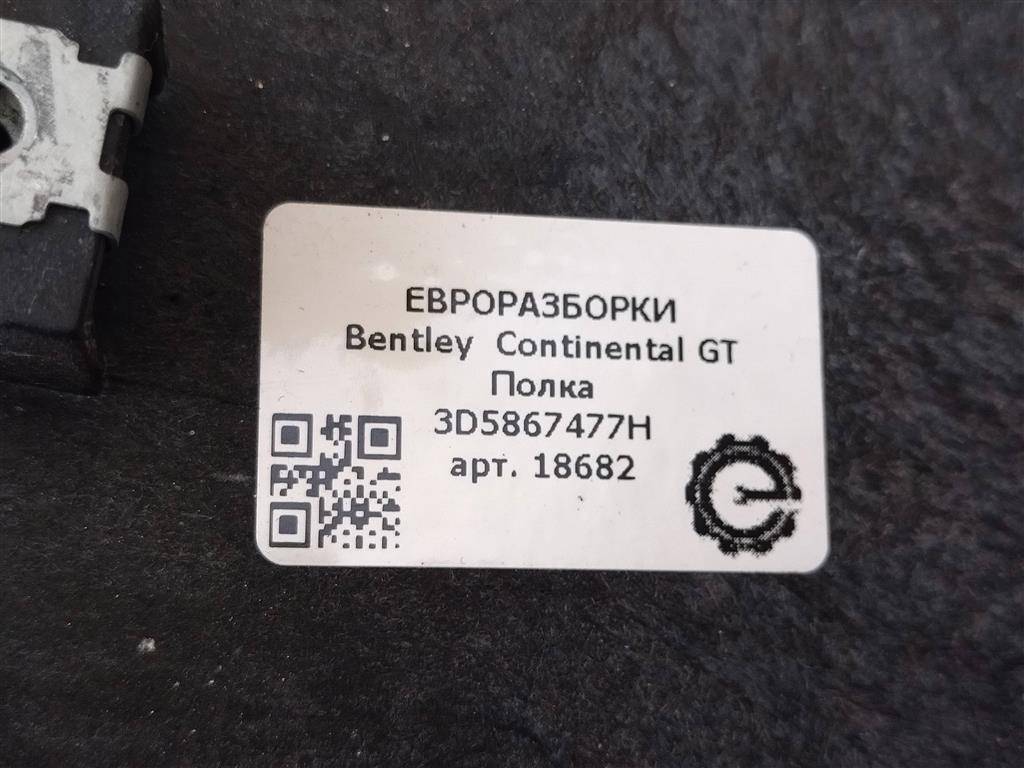 ЕВРОРАЗБОРКИ
Bentley Continental GT
Полка
3D5867477H
арт. 18682